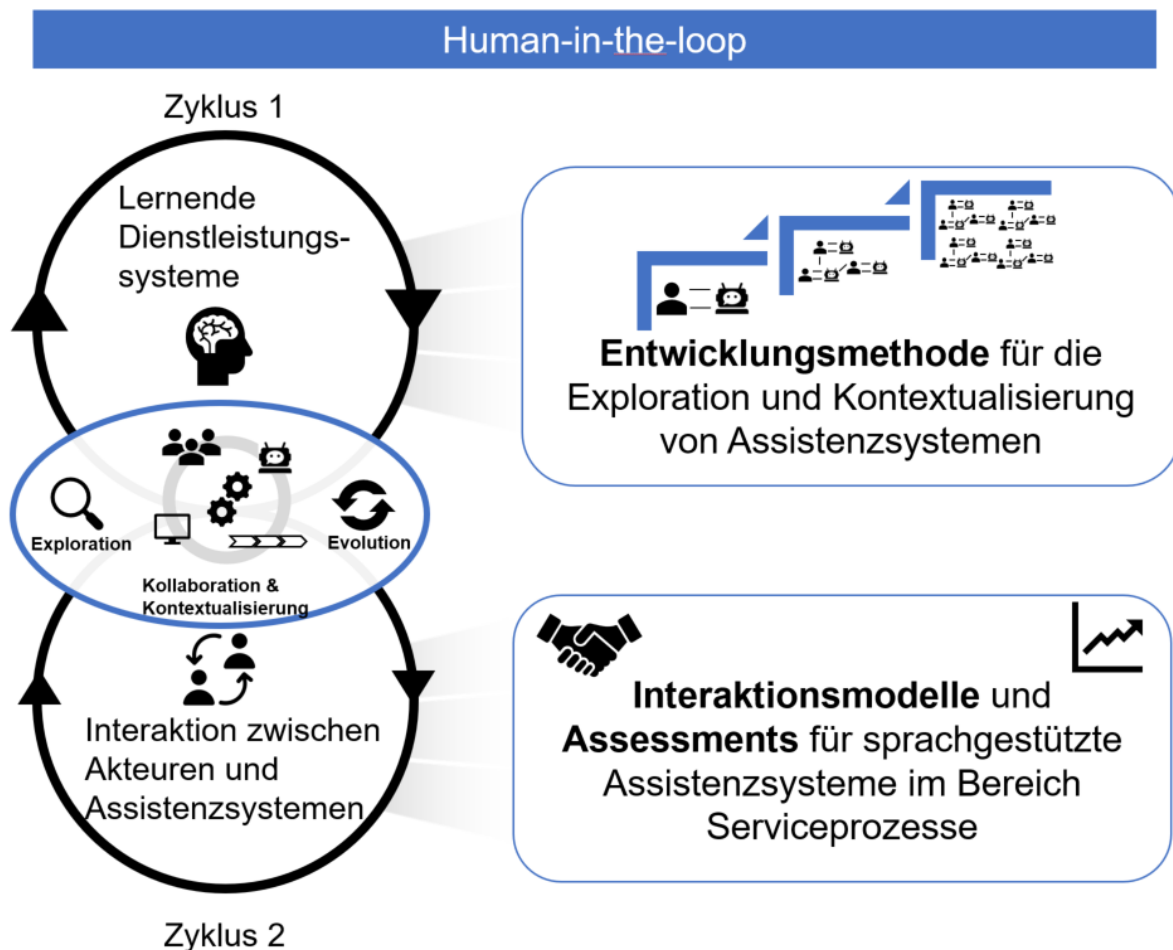 Human-in-the-loop
Zyklus 1
Lernende
Dienstleistungs-
systeme
Entwicklungsmethode für die
Exploration und Kontextualisierung
von Assistenzsystemen
Exploration
Evolution
Kollaboration &
Kontextualisierung
Interaktion zwischen
Akteuren und
Assistenzsystemen
Interaktionsmodelle und
Assessments für sprachgestützte
Assistenzsysteme im Bereich
Serviceprozesse
Zyklus 2